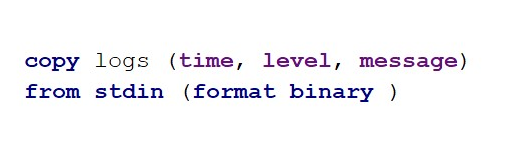 copy logs (time, level, message)
from stdin (format binary )